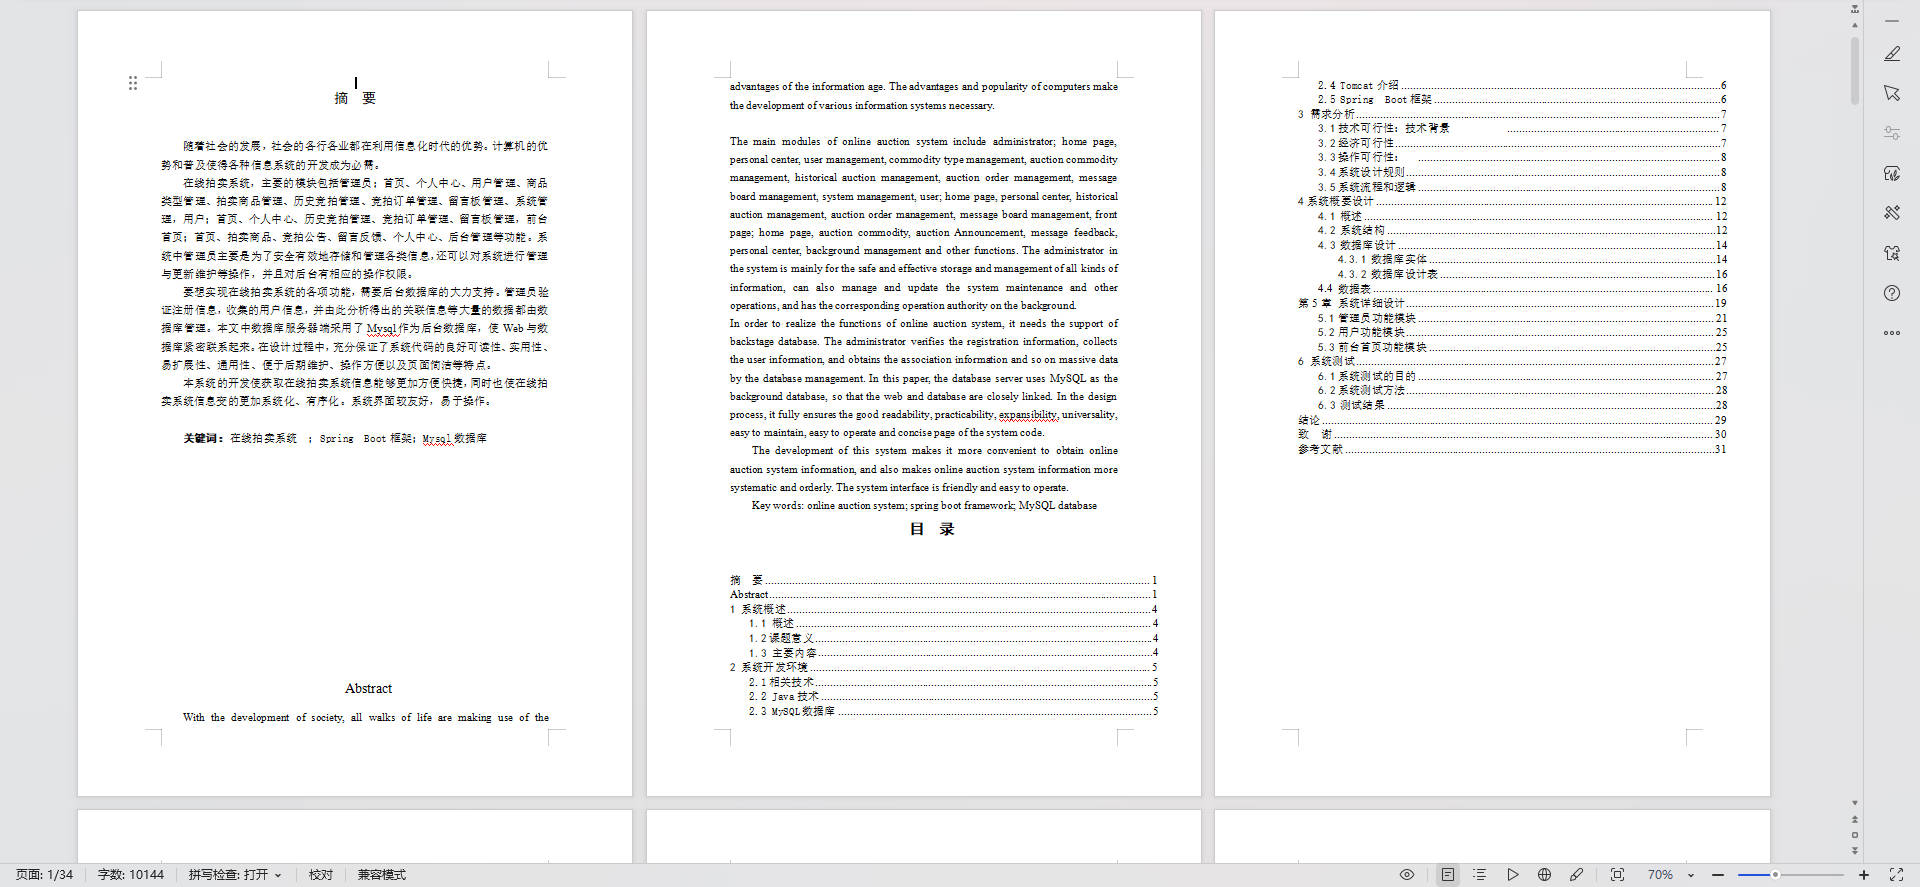 摘　要
随着社会的发展，社会的各行各业都在利用信息化时代的优势。计算机的优
势和普及使得各种信息系统的开发成为必需。
在线拍卖系统，主要的模块包括管理员；首页、个人中心、用户管理、商品
类型管理、拍卖商品管理、历史竞拍管理、竞拍订单管理、留言板管理、系统管
理，用户；首页、个人中心、历史竞拍管理、竞拍订单管理、留言板管理，前台
首页；首页、拍卖商品、竞拍公告、留言反馈、个人中心、后台管理等功能。系
统中管理员主要是为了安全有效地存储和管理各类信息，还可以对系统进行管理
与更新维护等操作，并且对后台有相应的操作权限。
要想实现在线拍卖系统的各项功能，需要后台数据库的大力支持。管理员验
证注册信息，收集的用户信息，并由此分析得出的关联信息等大量的数据都由数
据库管理。本文中数据库服务器端采用了Mysql作为后台数据库，使Web与数
据库紧密联系起来。在设计过程中，充分保证了系统代码的良好可读性、实用性、
易扩展性、通用性、便于后期维护、操作方便以及页面简洁等特点。
本系统的开发使获取在线拍卖系统信息能够更加方便快捷，同时也使在线拍
卖系统信息变的更加系统化、有序化。系统界面较友好，易于操作。
关键词：在线拍卖系统 ；Spring Boot框架；Mysql数据库
Abstract
With the development of society, all walks of life are making use of the
advantages of the information age. The advantages and popularity of computers make
the development of various information systems necessary.
The main modules of online auction system include administrator; home page,
personal center, user management, commodity type management, auction commodity
management, historical auction management, auction order management, message
board management, system management, user; home page, personal center, historical
auction management, auction order management, message board management, front
page; home page, auction commodity, auction Announcement, message feedback,
personal center, background management and other functions. The administrator in
the system is mainly for the safe and effective storage and management of all kinds of
information, can also manage and update the system maintenance and other
operations, and has the corresponding operation authority on the background.
In order to realize the functions of online auction system, it needs the support of
backstage database. The administrator verifies the registration information, collects
the user information, and obtains the association information and so on massive data
by the database management. In this paper, the database server uses MySQL as the
background database, so that the web and database are closely linked. In the design
process, it fully ensures the good readability, practicability, expansibility, universality,
easy to maintain, easy to operate and concise page of the system code.
The development of this system makes it more convenient to obtain online
auction system information, and also makes online auction system information more
systematic and orderly. The system interface is friendly and easy to operate.
Key words: online auction system; spring boot framework; MySQL database
目　录
摘　要 1
Abstract 1
1 系统概述 4
1.1 概述 4
1.2课题意义 4
1.3 主要内容 4
2 系统开发环境 5
2.1相关技术 5
2.2 Java技术 5
2.3 MySQL数据库 5
2.4 Tomcat介绍 6
2.5 Spring Boot框架 6
3 需求分析 7
3.1技术可行性：技术背景 7
3.2经济可行性 7
3.3操作可行性： 8
3.4系统设计规则 8
3.5系统流程和逻辑 8
4系统概要设计 12
4.1 概述 12
4.2 系统结构 12
4.3 数据库设计 14
4.3.1 数据库实体 14
4.3.2 数据库设计表 16
4.4 数据表 16
第5章 系统详细设计 19
5.1 管理员功能模块 21
5.2 用户功能模块 25
5.3 前台首页功能模块 25
6 系统测试 27
6.1系统测试的目的 27
6.2系统测试方法 28
6.3 测试结果 28
结论 29
致　谢 30
参考文献 31
页面: 1/34 字数: 10144 拼写检查: 打开 校对 兼容模式 70%